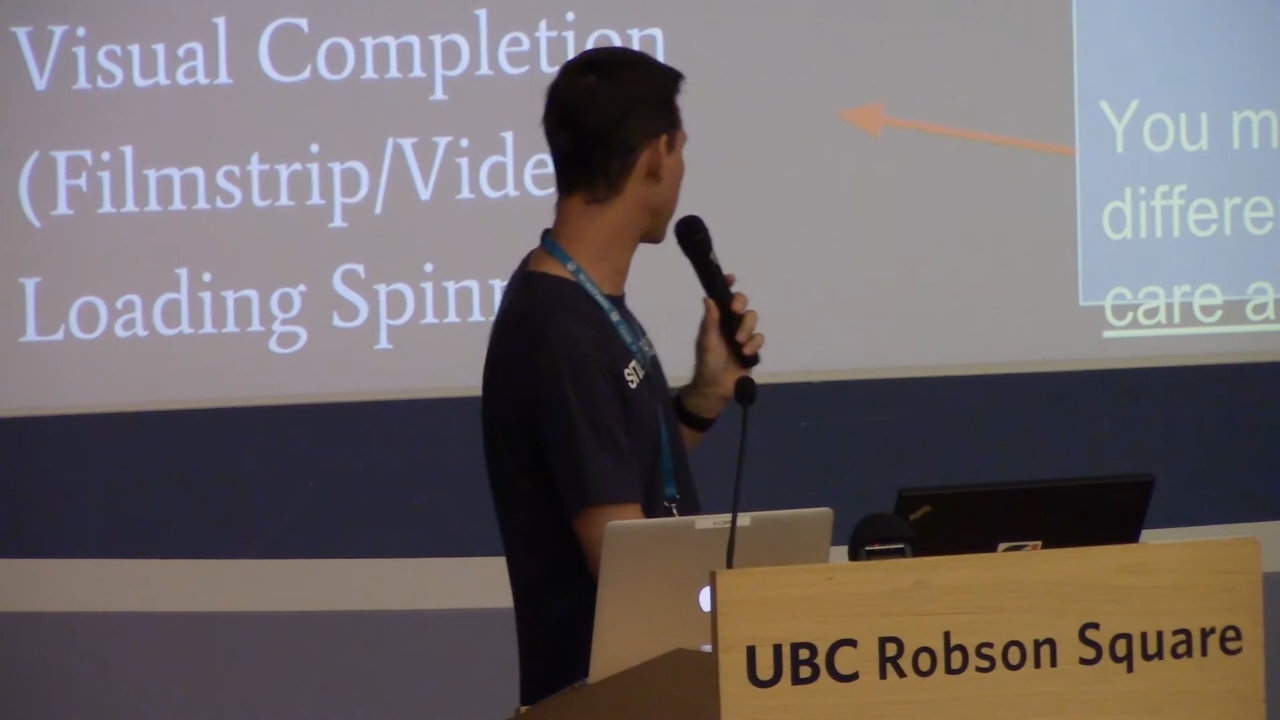 Visual Completion
(Filmstrip/Vide
Loading Spinn
You m
differe
care a
UBC Robson Square